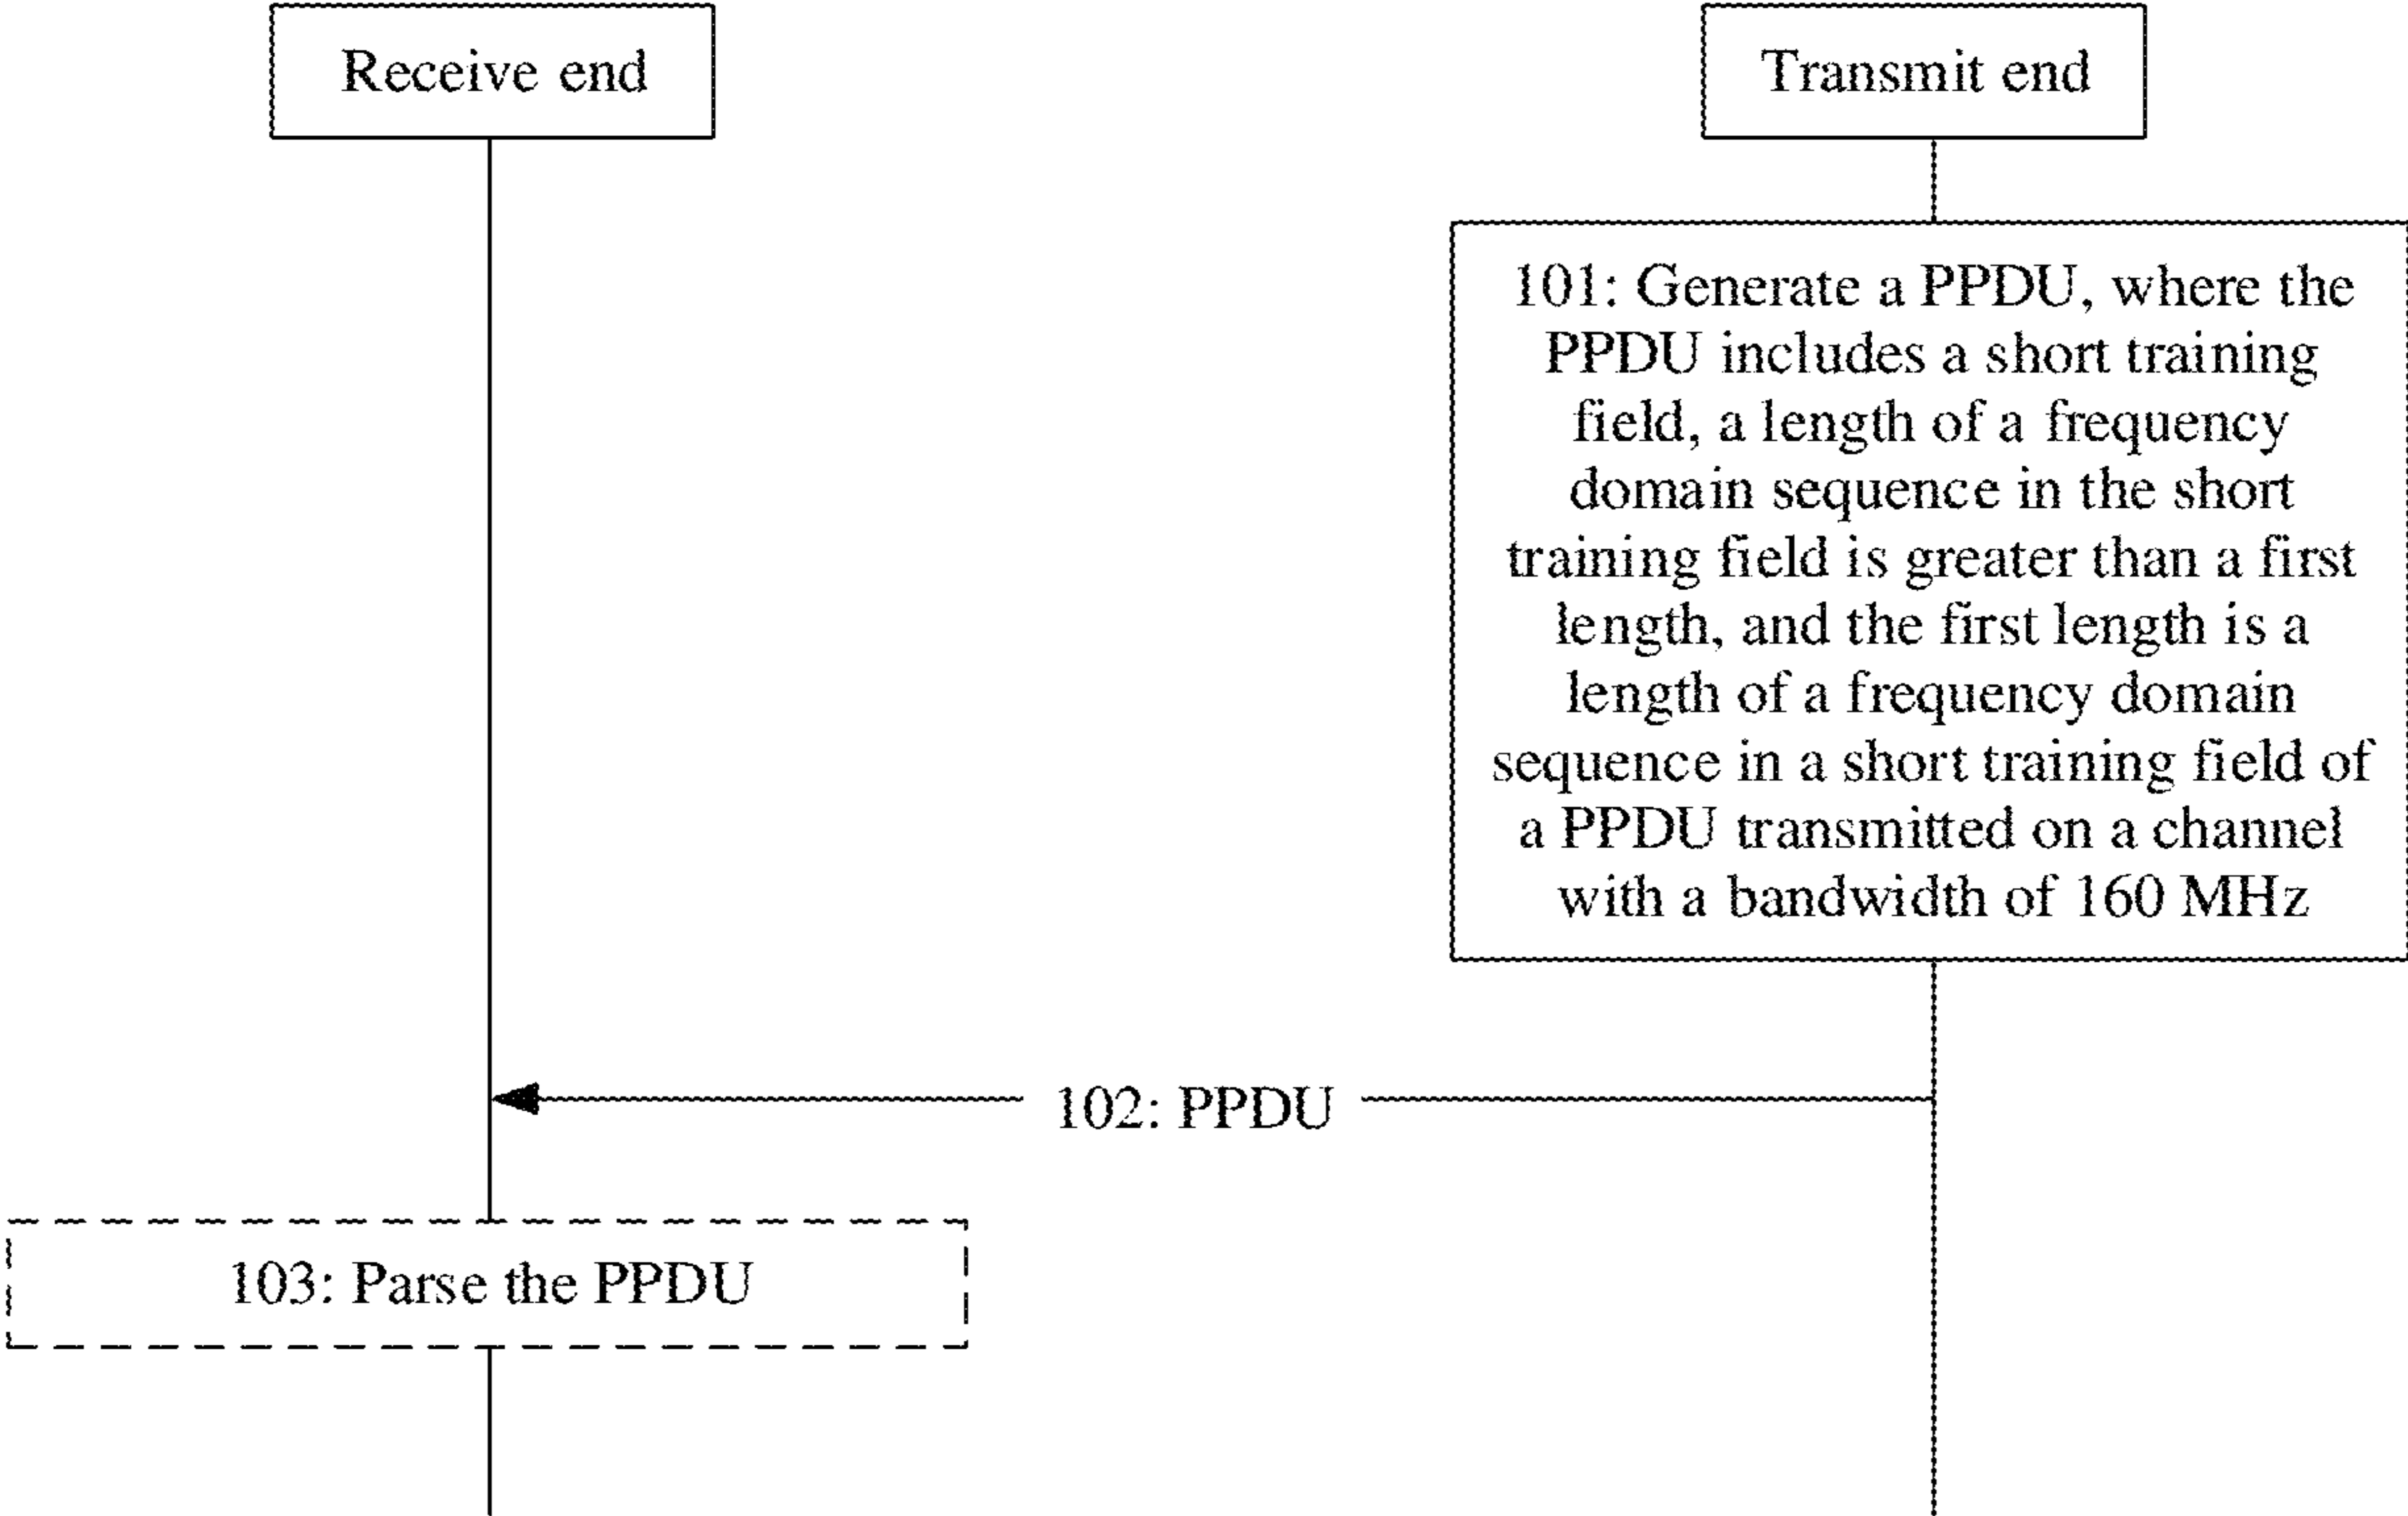 Receive end
Transmit end
101: Generate a PPDU, where the
PPDU includes a short training
field, a length of a frequency
domain sequence in the short
training field is greater than a first
length, and the first length is a
length of a frequency domain
sequence in a short training field of
a PPDU transmitted on a channel
with a bandwidth of 160 MHz
102: PPDU
103: Parse the PPDU